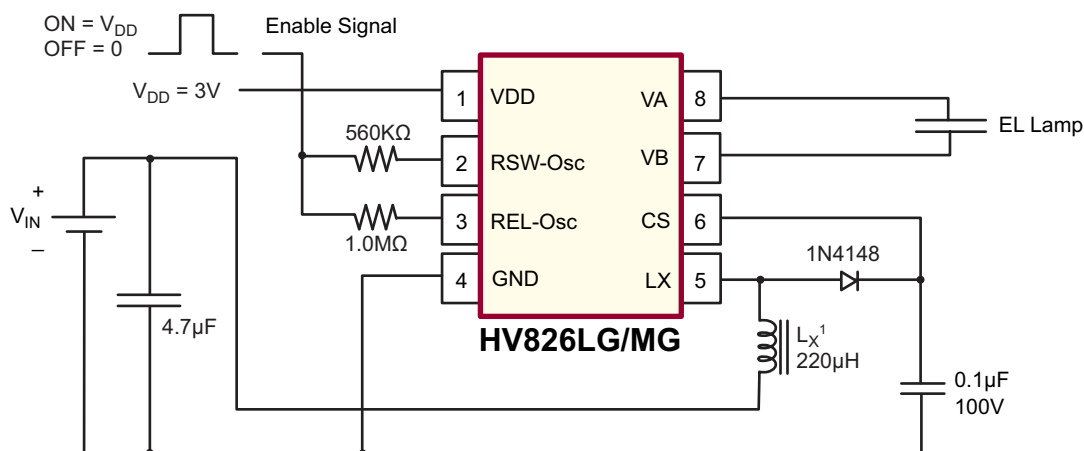 ON = VDD
OFF = 0
Enable Signal
VDD = 3V
560KΩ
1.0MΩ
+
VIN
–
4.7µF
1 VDD
2 RSW-Osc
3 REL-Osc
4 GND
VA 8
VB 7
CS 6
LX 5
HV826LG/MG
EL Lamp
1N4148
LX¹
220µH
0.1µF
100V